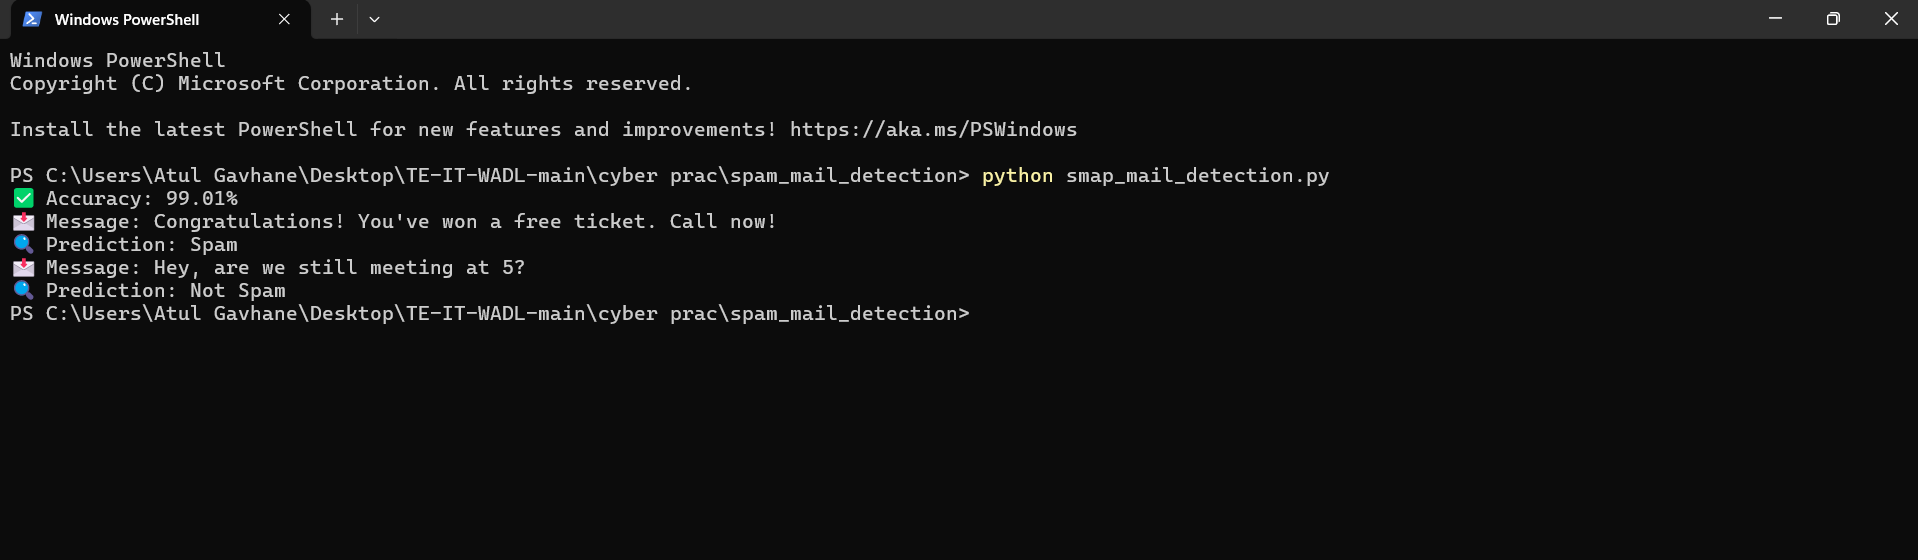 Windows PowerShell
Windows PowerShell
Copyright (C) Microsoft Corporation. All rights reserved.
Install the latest PowerShell for new features and improvements! https://aka.ms/PSWindows
PS C:\Users\Atul Gavhane\Desktop\TE-IT-WADL-main\cyber prac\spam_mail_detection> python smap_mail_detection.py
✅ Accuracy: 99.01%
📩 Message: Congratulations! You've won a free ticket. Call now!
🔍 Prediction: Spam
📩 Message: Hey, are we still meeting at 5?
🔍 Prediction: Not Spam
PS C:\Users\Atul Gavhane\Desktop\TE-IT-WADL-main\cyber prac\spam_mail_detection>